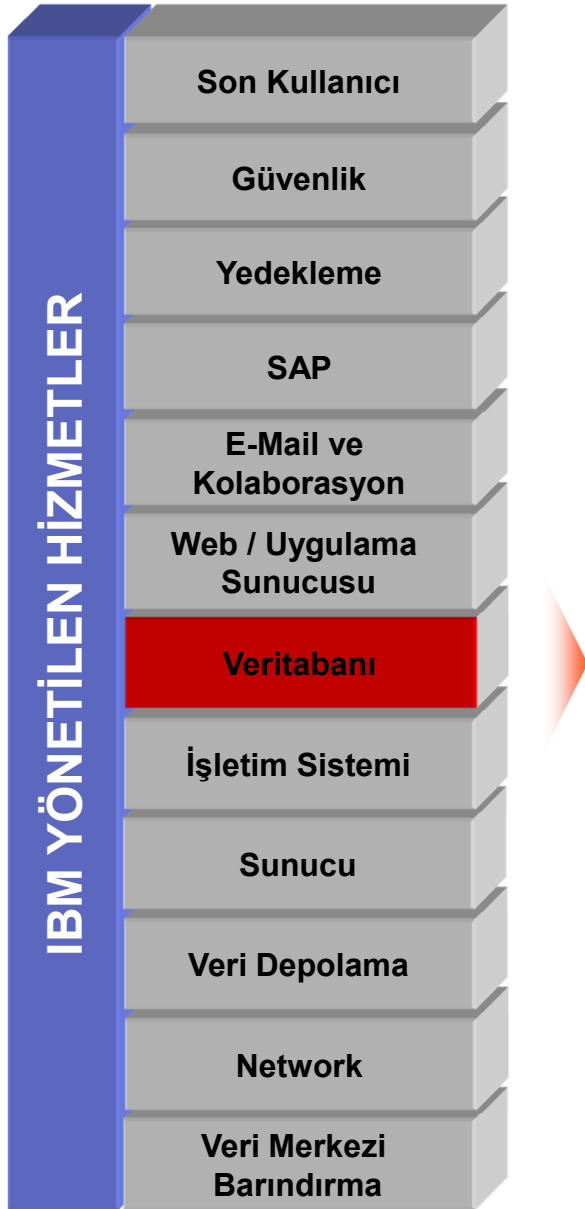 IBM YÖNETİLEN HİZMETLER
Son Kullanıcı
Güvenlik
Yedekleme
SAP
E-Mail ve
Kolaborasyon
Web / Uygulama
Sunucusu
Veritabanı
İşletim Sistemi
Sunucu
Veri Depolama
Network
Veri Merkezi
Barındırma